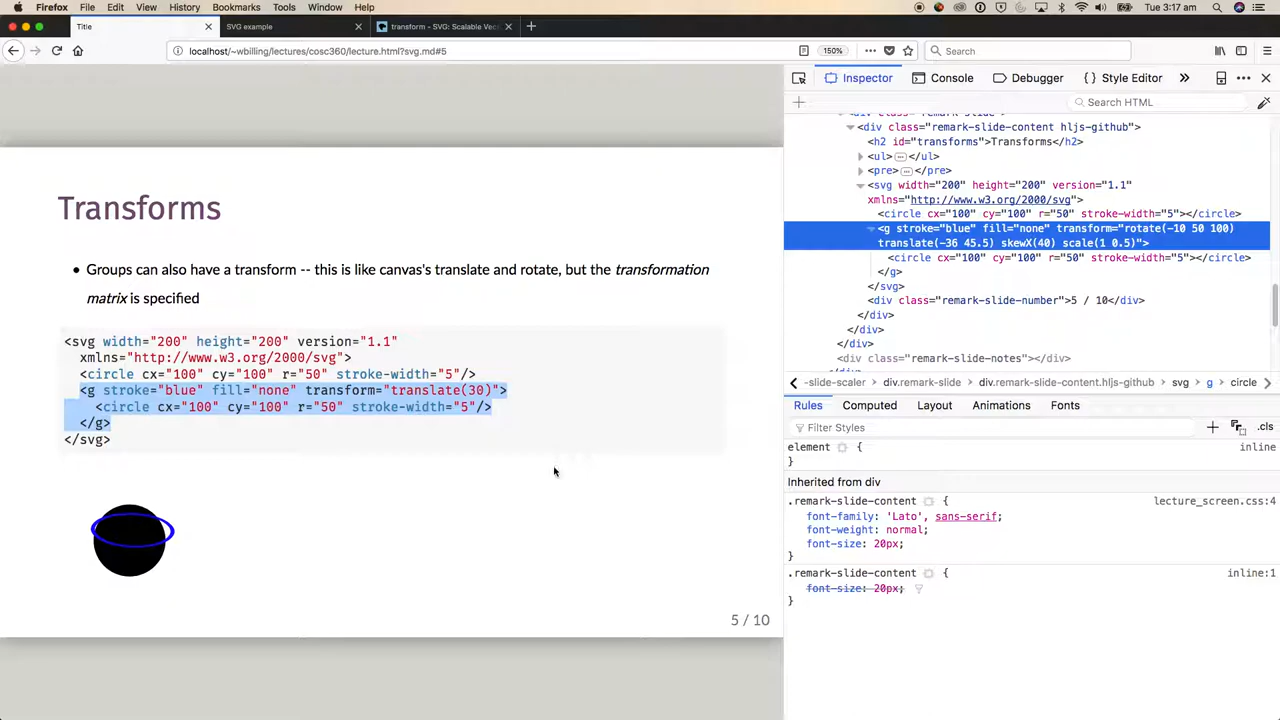 Firefox File Edit View History Bookmarks Tools Window Help Tue 3:17 am
Title SVG example transform - SVG: Scalable Vec
localhost/~wbilling/lectures/cosc360/lecture.html?svg.md#5 150% Search
Inspector Console Debugger Style Editor
Search HTML
<div class="remark-slide-content hljs-github">
<h2 id="transforms">Transforms</h2>
<ul></ul>
<pre></pre>
<svg width="200" height="200" version="1.1"
xmlns="http://www.w3.org/2000/svg">
<circle cx="100" cy="100" r="50" stroke-width="5"></circle>
<g stroke="blue" fill="none" transform="rotate(-10 50 100)
translate(-36 45.5) skewX(40) scale(1 0.5)">
<circle cx="100" cy="100" r="50" stroke-width="5"></circle>
</g>
</svg>
<div class="remark-slide-number">5 / 10</div>
</div>
</div>
</div>
<div class="remark-slide-notes"></div>
-slide-scaler div.remark-slide div.remark-slide-content.hljs-github svg g circle
Rules Computed Layout Animations Fonts
Filter Styles .cls
element { inline
}
Inherited from div
.remark-slide-content { lecture_screen.css:4
font-family: 'Lato', sans-serif;
font-weight: normal;
font-size: 20px;
}
.remark-slide-content { inline:1
font-size: 20px;
}
Transforms
• Groups can also have a transform -- this is like canvas's translate and rotate, but the transformation
matrix is specified
<svg width="200" height="200" version="1.1"
xmlns="http://www.w3.org/2000/svg">
<circle cx="100" cy="100" r="50" stroke-width="5"/>
<g stroke="blue" fill="none" transform="translate(30)">
<circle cx="100" cy="100" r="50" stroke-width="5"/>
</g>
</svg>
5 / 10